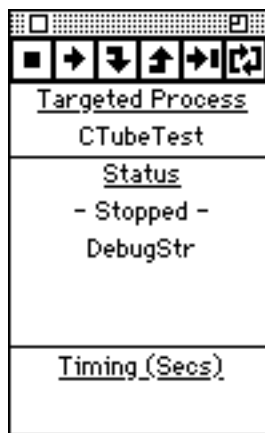 Targeted Process
CTubeTest
Status
- Stopped -
DebugStr
Timing (Secs)